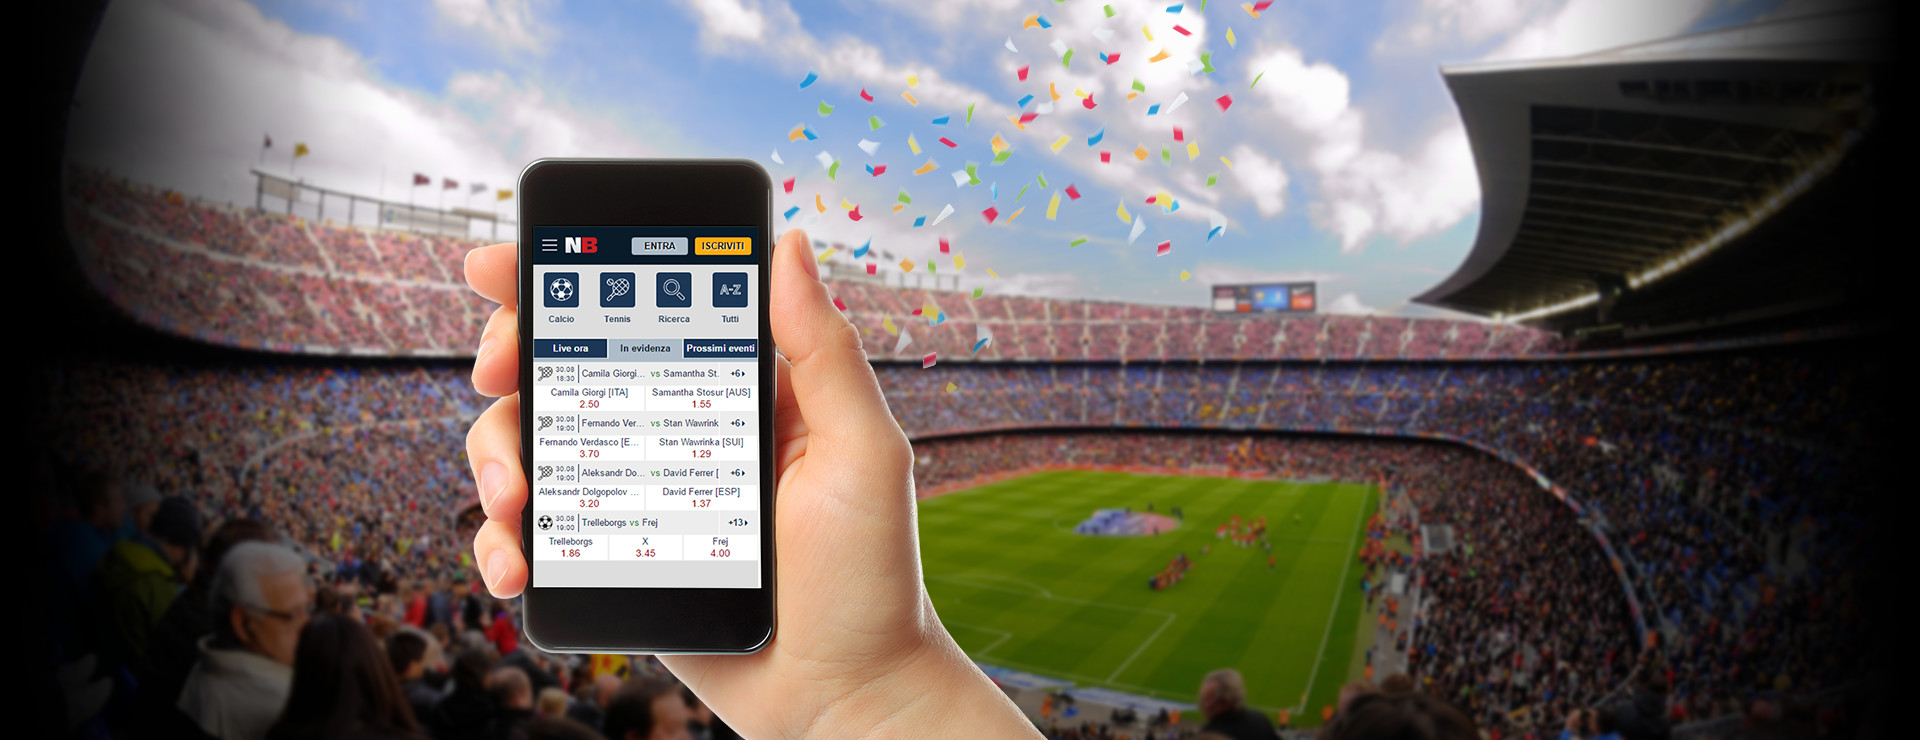 NB ENTRA ISCRIVITI
A-Z
Calcio Tennis Ricerca Tutti
Live ora In evidenza Prossimi eventi
30.08 18:30 Camila Giorgi... vs Samantha St. +6
Camila Giorgi [ITA] Samantha Stosur [AUS]
2.50 1.55
30.08 19:00 Fernando Ver... vs Stan Wawrink +6
Fernando Verdasco [E... Stan Wawrinka [SUI]
3.70 1.29
30.08 19:00 Aleksandr Do... vs David Ferrer [ +6
Aleksandr Dolgopolov ... David Ferrer [ESP]
3.20 1.37
30.08 19:00 Trelleborgs vs Frej +13
Trelleborgs X Frej
1.86 3.45 4.00